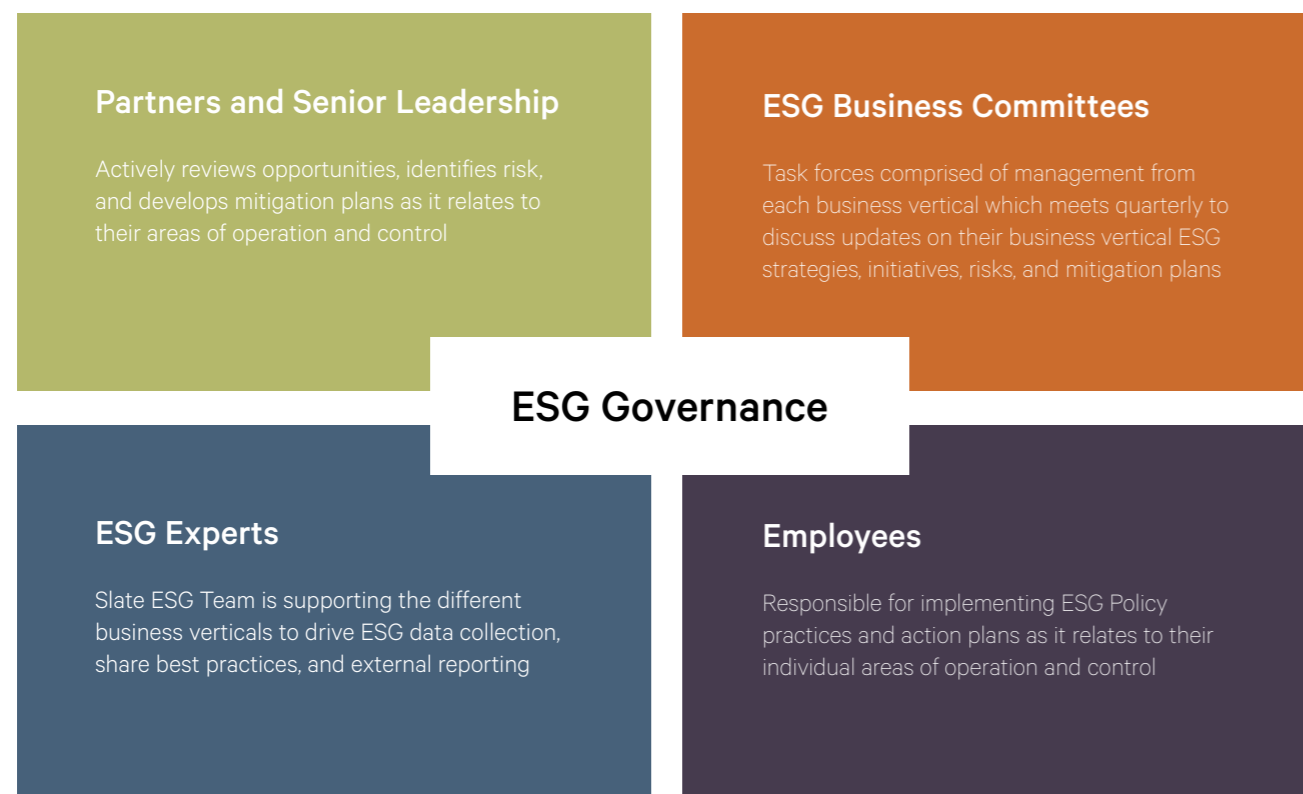 Partners and Senior Leadership
Actively reviews opportunities, identifies risk,
and develops mitigation plans as it relates to
their areas of operation and control
ESG Business Committees
Task forces comprised of management from
each business vertical which meets quarterly to
discuss updates on their business vertical ESG
strategies, initiatives, risks, and mitigation plans
ESG Governance
ESG Experts
Slate ESG Team is supporting the different
business verticals to drive ESG data collection,
share best practices, and external reporting
Employees
Responsible for implementing ESG Policy
practices and action plans as it relates to their
individual areas of operation and control